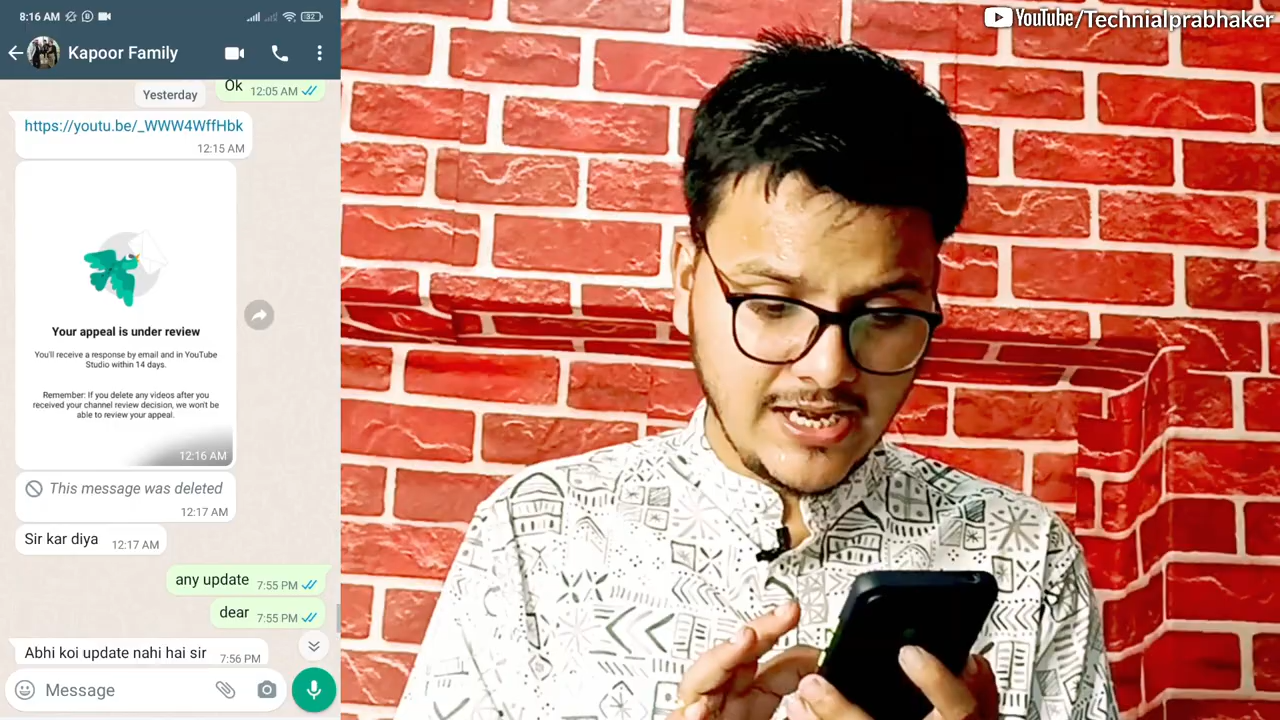 8:16 AM
82
YouTube/Technialprabhaker
Kapoor Family
Ok 12:05 AM
Yesterday
https://youtu.be/_WWW4WffHbk
12:15 AM
Your appeal is under review
You'll receive a response by email and in YouTube
Studio within 14 days.
Remember: If you delete any videos after you
received your channel review decision, we won't be
able to review your appeal.
12:16 AM
This message was deleted
12:17 AM
Sir kar diya 12:17 AM
any update 7:55 PM
dear 7:55 PM
Abhi koi update nahi hai sir 7:56 PM
Message